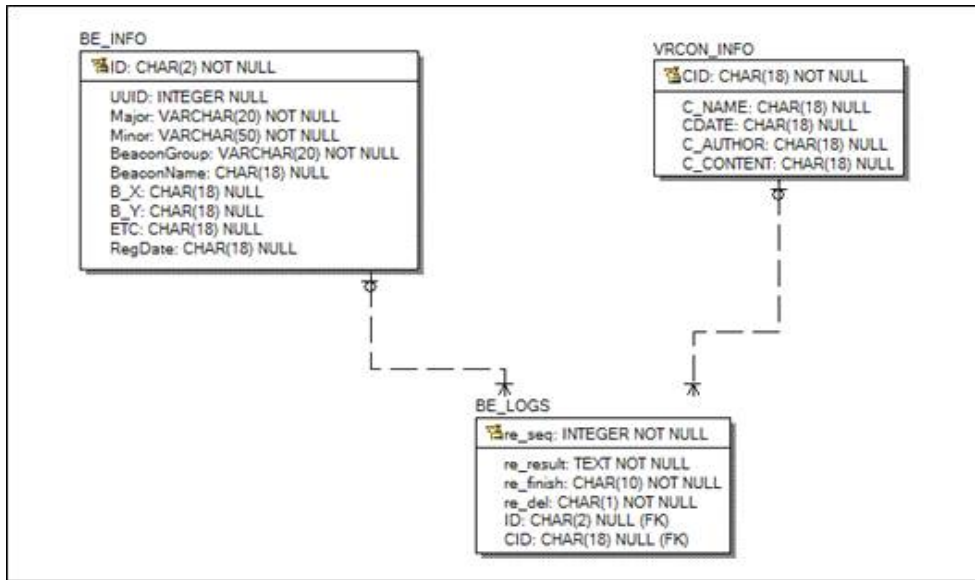 BE_INFO
ID: CHAR(2) NOT NULL
UUID: INTEGER NULL
Major: VARCHAR(20) NOT NULL
Minor: VARCHAR(50) NOT NULL
BeaconGroup: VARCHAR(20) NOT NULL
BeaconName: CHAR(18) NULL
B_X: CHAR(18) NULL
B_Y: CHAR(18) NULL
ETC: CHAR(18) NULL
RegDate: CHAR(18) NULL
VRCON_INFO
CID: CHAR(18) NOT NULL
C_NAME: CHAR(18) NULL
CDATE: CHAR(18) NULL
C_AUTHOR: CHAR(18) NULL
C_CONTENT: CHAR(18) NULL
BE_LOGS
re_seq: INTEGER NOT NULL
re_result: TEXT NOT NULL
re_finish: CHAR(10) NOT NULL
re_del: CHAR(1) NOT NULL
ID: CHAR(2) NULL (FK)
CID: CHAR(18) NULL (FK)